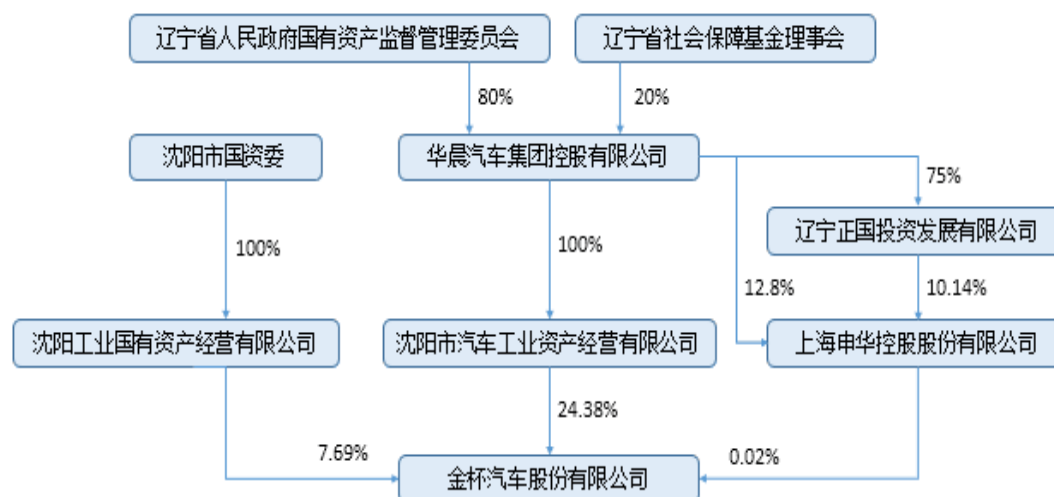 辽宁省人民政府国有资产监督管理委员会
辽宁省社会保障基金理事会
80%
20%
沈阳市国资委
华晨汽车集团控股有限公司
75%
辽宁正国投资发展有限公司
100%
100%
12.8%
10.14%
沈阳工业国有资产经营有限公司
沈阳市汽车工业资产经营有限公司
上海申华控股股份有限公司
24.38%
7.69%
0.02%
金杯汽车股份有限公司